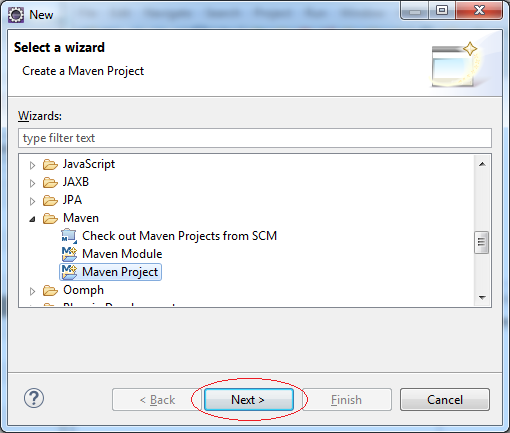 New
Select a wizard
Create a Maven Project
Wizards:
type filter text
JavaScript
JAXB
JPA
Maven
Check out Maven Projects from SCM
Maven Module
Maven Project
Oomph
?
< Back Next > Finish Cancel